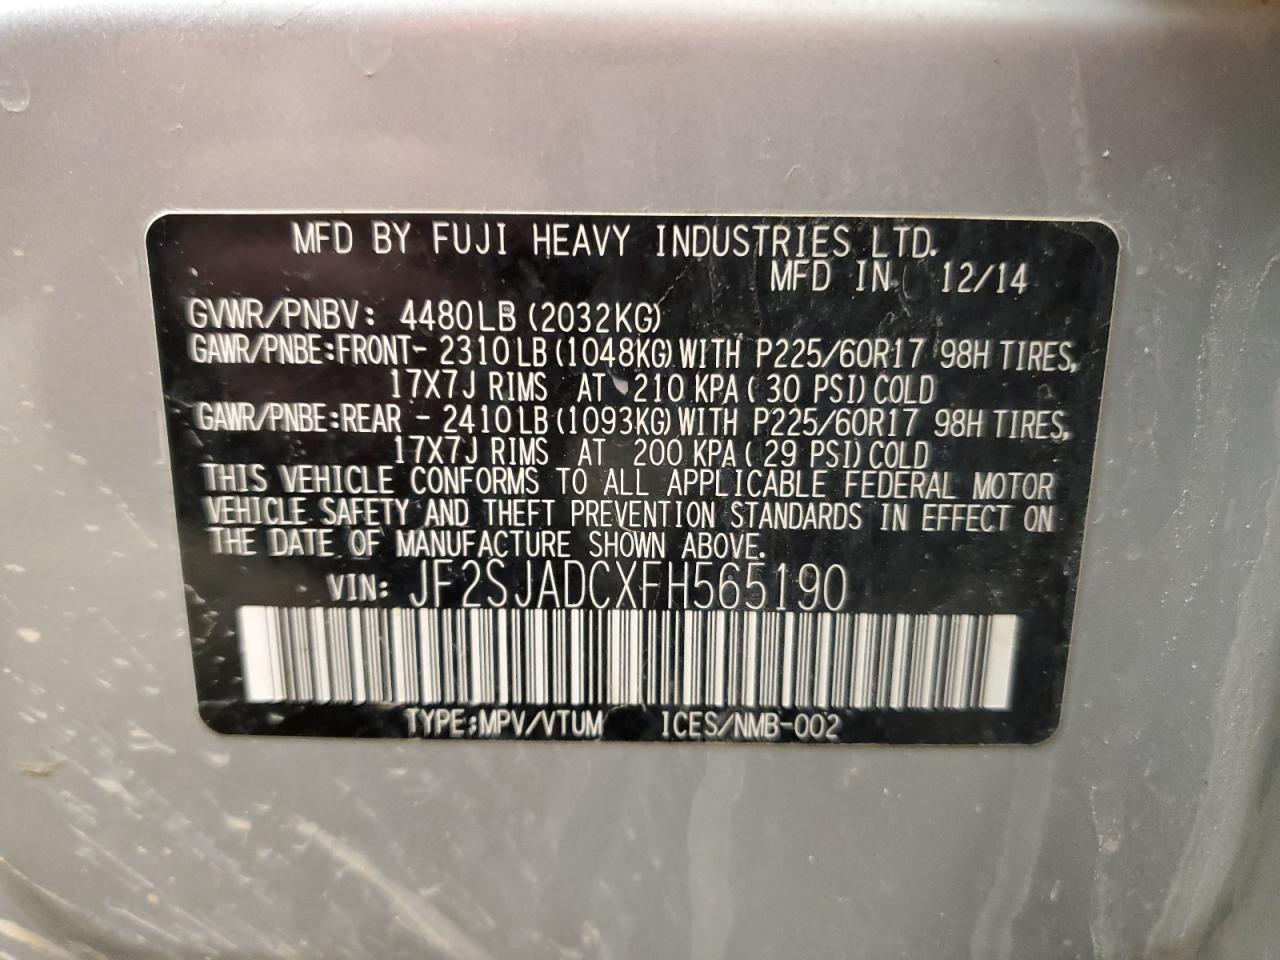 MFD BY FUJI HEAVY INDUSTRIES LTD.
MFD IN 12/14
GVWR/PNBV: 4480LB (2032KG)
GAWR/PNBE:FRONT- 2310LB (1048KG) WITH P225/60R17 98H TIRES,
17X7J RIMS AT 210 KPA ( 30 PSI) COLD
GAWR/PNBE:REAR - 2410LB (1093KG) WITH P225/60R17 98H TIRES,
17X7J RIMS AT 200 KPA ( 29 PSI) COLD
THIS VEHICLE CONFORMS TO ALL APPLICABLE FEDERAL MOTOR
VEHICLE SAFETY AND THEFT PREVENTION STANDARDS IN EFFECT ON
THE DATE OF MANUFACTURE SHOWN ABOVE.
VIN: JF2SJADCXFH565190
TYPE:MPV/VTUM ICES/NMB-002